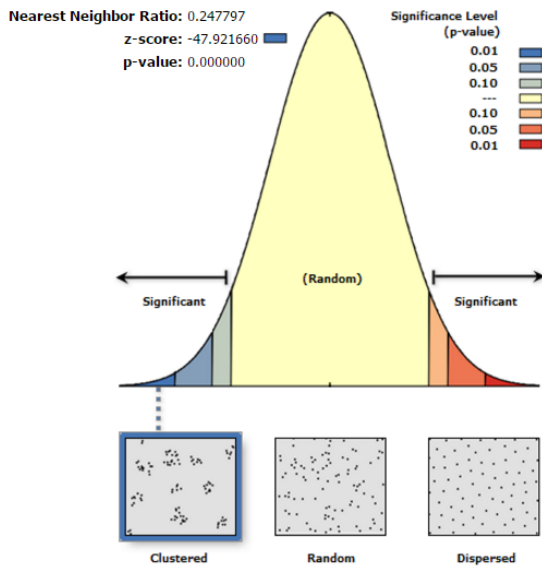 Nearest Neighbor Ratio: 0.247797
z-score: -47.921660
p-value: 0.000000
Significance Level
(p-value)
0.01
0.05
0.10
---
0.10
0.05
0.01
(Random)
Significant
Significant
Clustered
Random
Dispersed